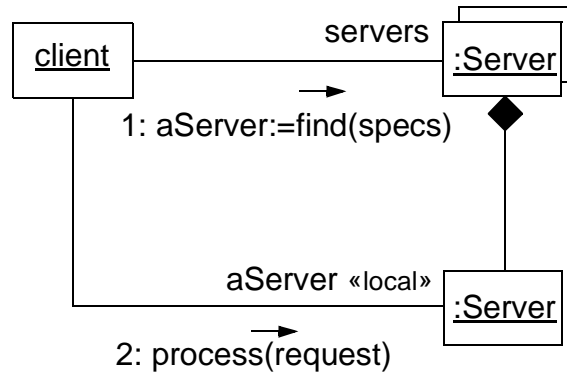 servers
client
:Server
1: aServer:=find(specs)
aServer «local»
:Server
2: process(request)